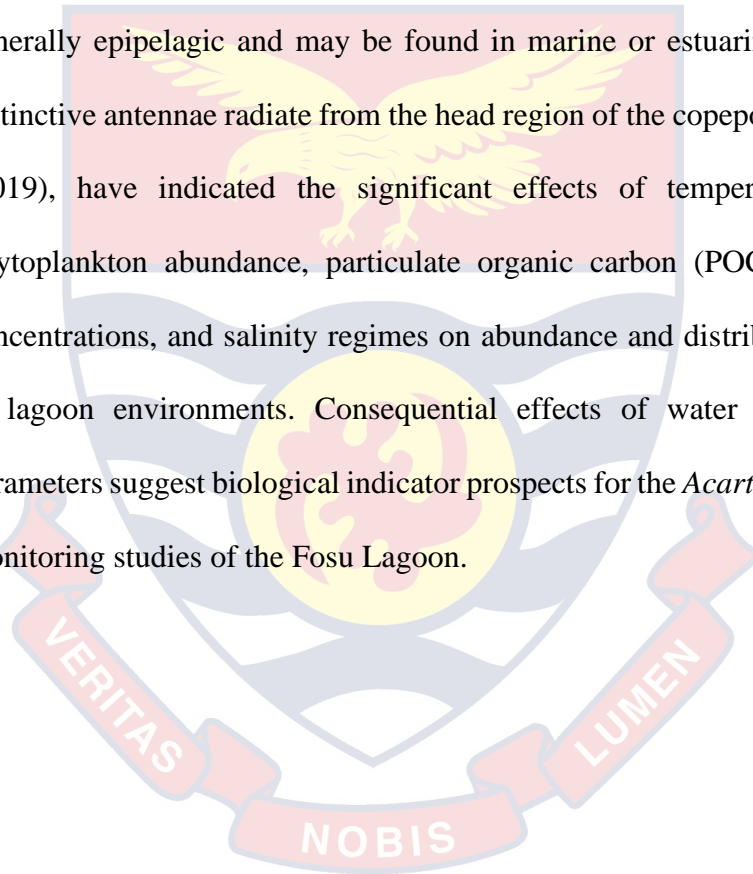 nerally epipelagic and may be found in marine or estuarin
tinctive antennae radiate from the head region of the copepo
019), have indicated the significant effects of temper
ytoplankton abundance, particulate organic carbon (POC
ncentrations, and salinity regimes on abundance and distrib
lagoon environments. Consequential effects of water
rameters suggest biological indicator prospects for the Acart
onitoring studies of the Fosu Lagoon.
VERITAS
NOBIS
LUMEN